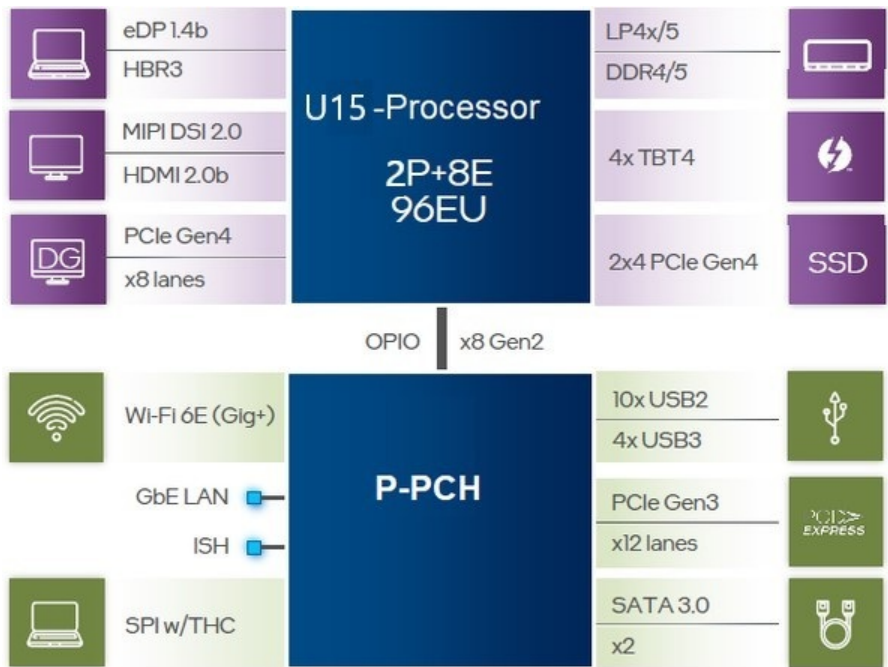 eDP 1.4b
HBR3
MIPI DSI 2.0
HDMI 2.0b
DG
PCIe Gen4
x8 lanes
U15-Processor
2P+8E
96EU
LP4x/5
DDR4/5
4x TBT4
2x4 PCIe Gen4
SSD
OPIO
x8 Gen2
Wi-Fi 6E (Gig+)
GbE LAN
ISH
SPI w/THC
P-PCH
10x USB2
4x USB3
PCIe Gen3
x12 lanes
PCI
EXPRESS
SATA 3.0
x2